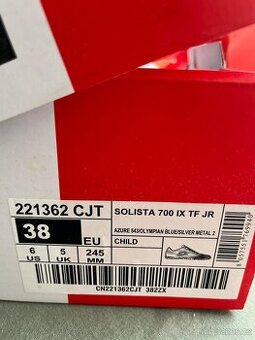 221362 CJT
SOLISTA 700 IX TF JR
38 EU
AZURE 543/OLYMPIAN BLUE/SILVER METAL 2
CHILD
6 US
5 UK
245 MM
CN221362CJT 382ZX